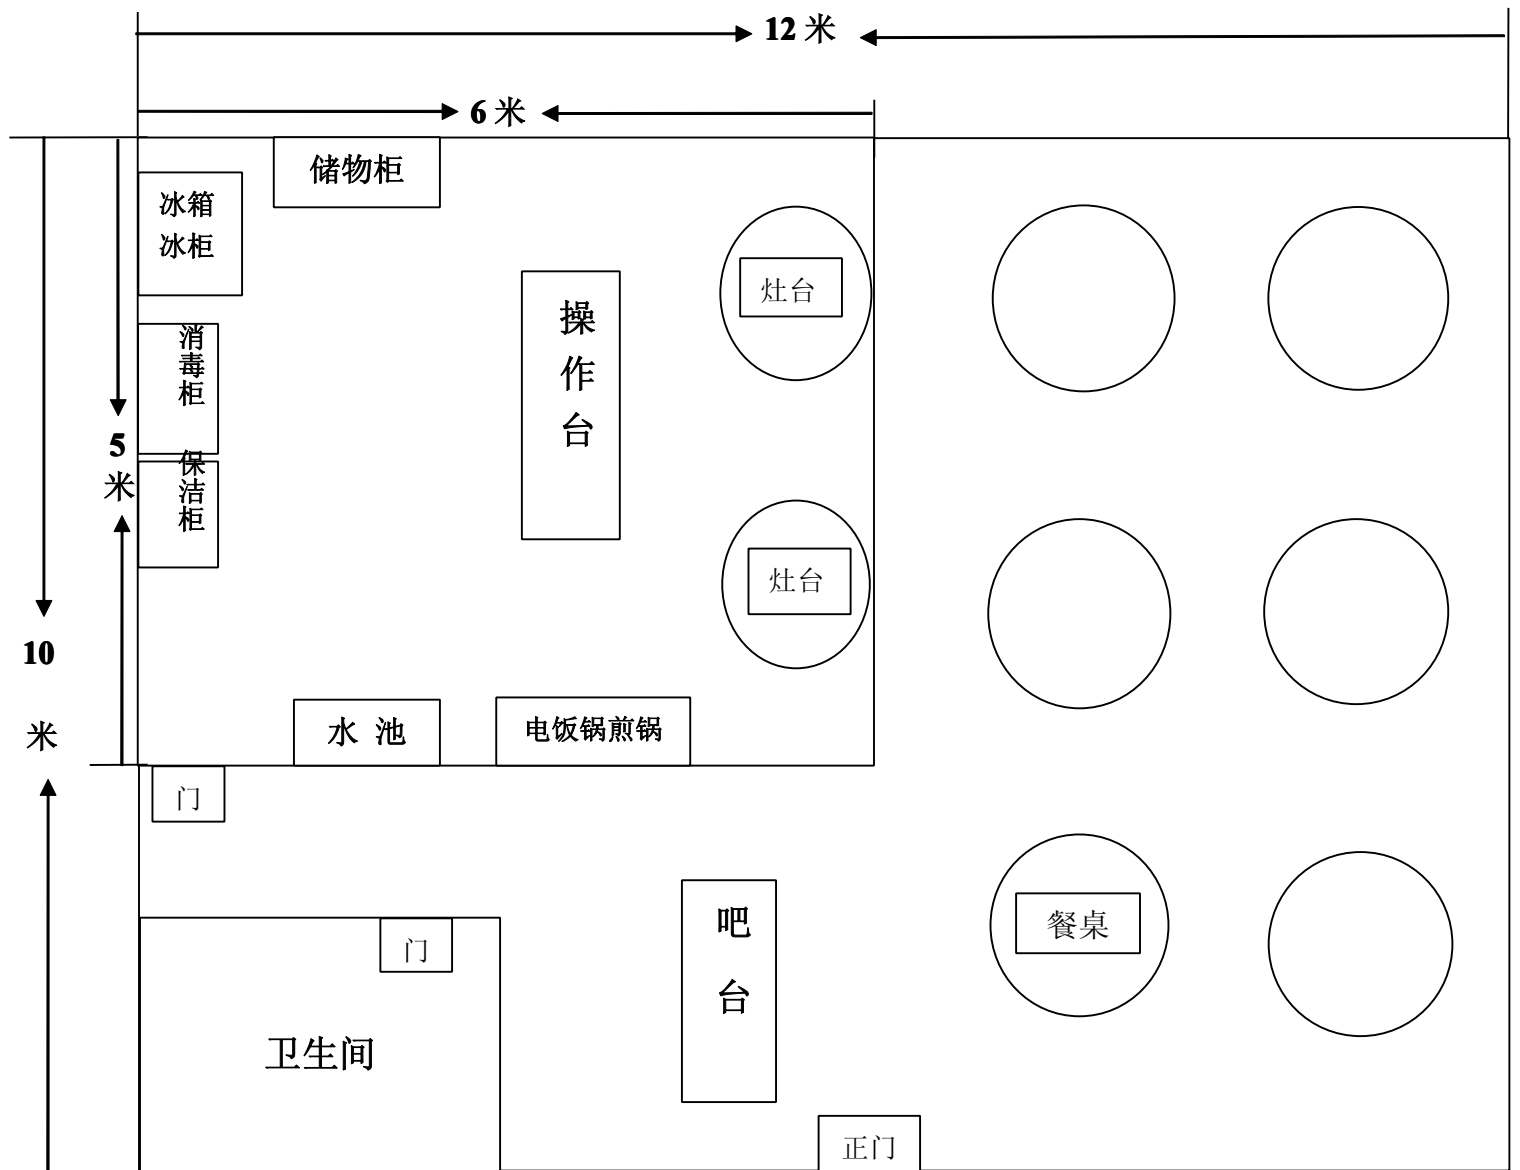 12 米
6 米
储物柜
冰箱
冰柜
灶台
操
作
台
消
毒
柜
5
米
保
洁
柜
灶台
10
米
水 池
电饭锅煎锅
门
吧
台
餐桌
门
卫生间
正门